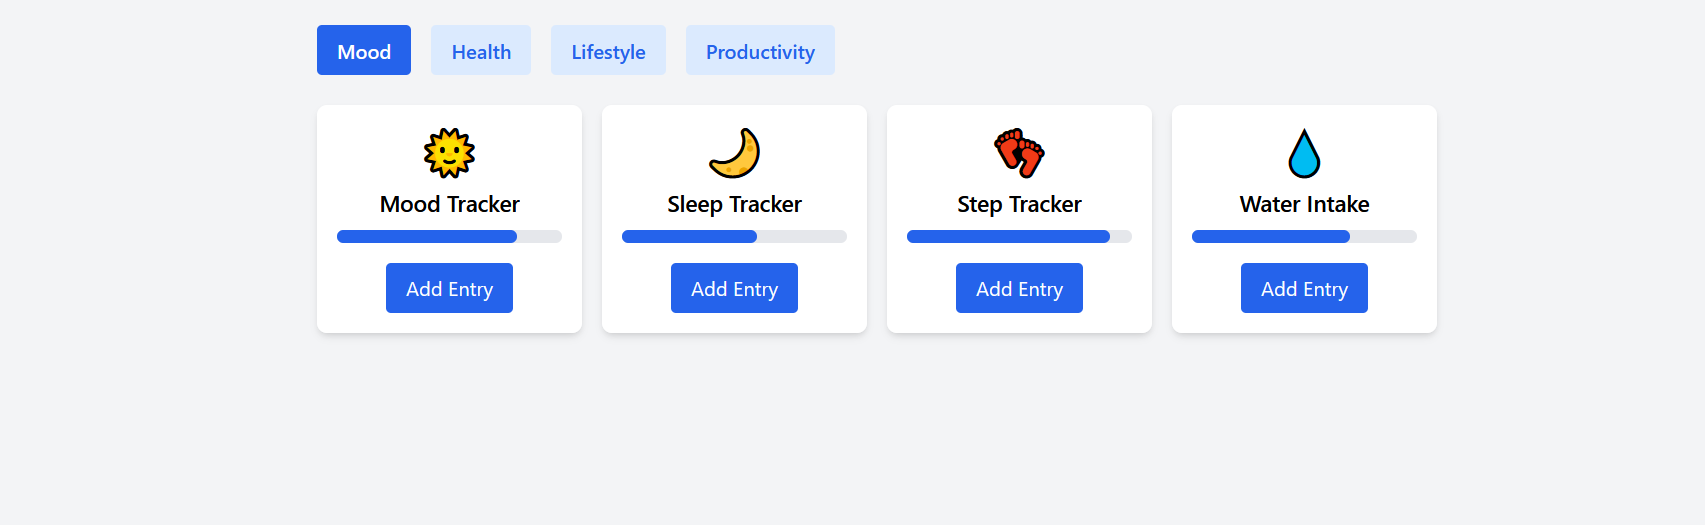 Mood Health Lifestyle Productivity
Mood Tracker Sleep Tracker Step Tracker Water Intake
Add Entry Add Entry Add Entry Add Entry